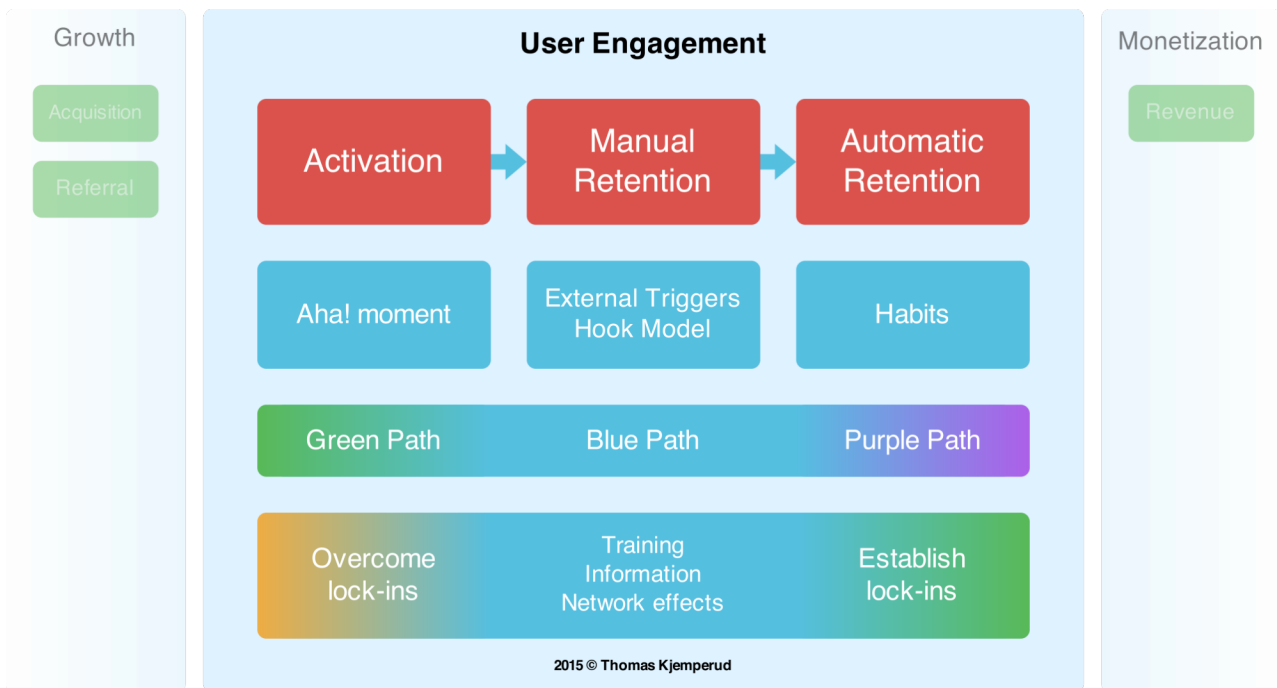 Growth
Acquisition
Referral
User Engagement
Activation
Manual
Retention
Automatic
Retention
Aha! moment
External Triggers
Hook Model
Habits
Green Path
Blue Path
Purple Path
Overcome
lock-ins
Training
Information
Network effects
Establish
lock-ins
2015 © Thomas Kjemperud
Monetization
Revenue